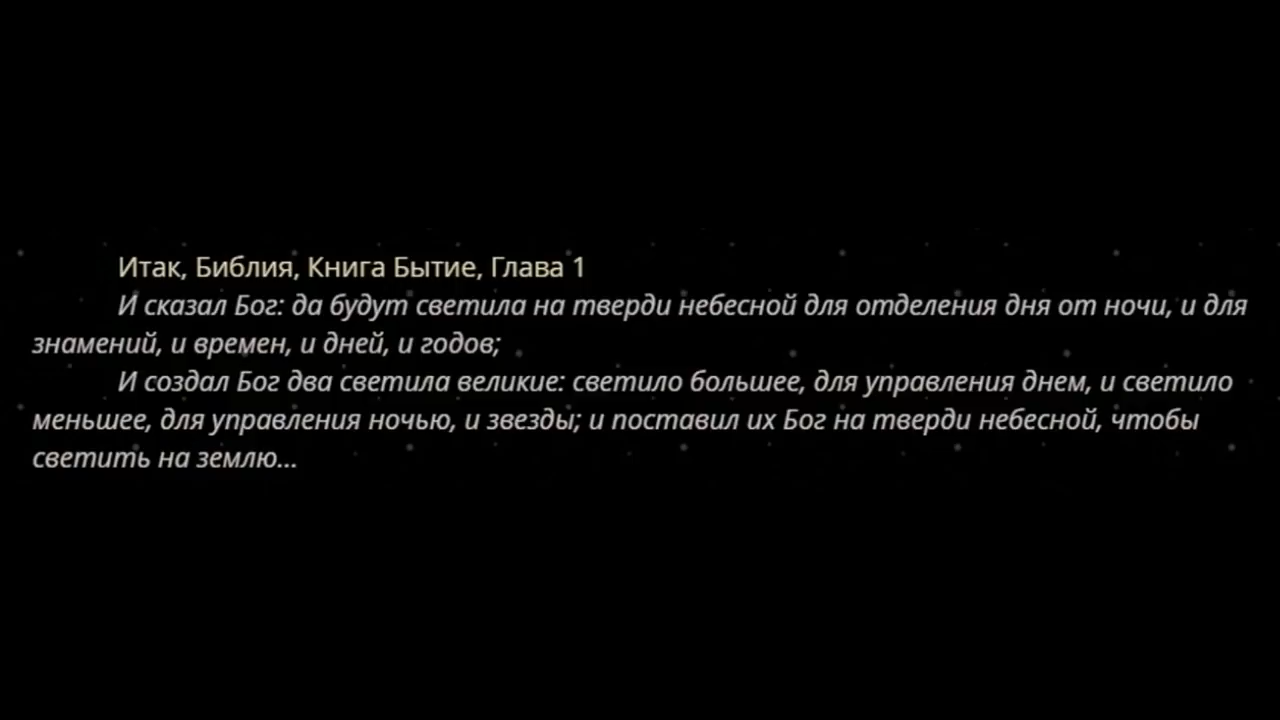 Итак, Библия, Книга Бытие, Глава 1
И сказал Бог: да будут светила на тверди небесной для отделения дня от ночи, и для
знамений, и времен, и дней, и годов;
И создал Бог два светила великие: светило большее, для управления днем, и светило
меньшее, для управления ночью, и звезды; и поставил их Бог на тверди небесной, чтобы
светить на землю...